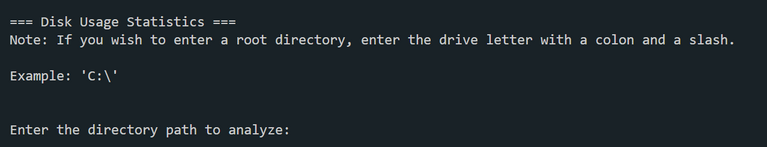 === Disk Usage Statistics ===
Note: If you wish to enter a root directory, enter the drive letter with a colon and a slash.
Example: 'C:\'
Enter the directory path to analyze: